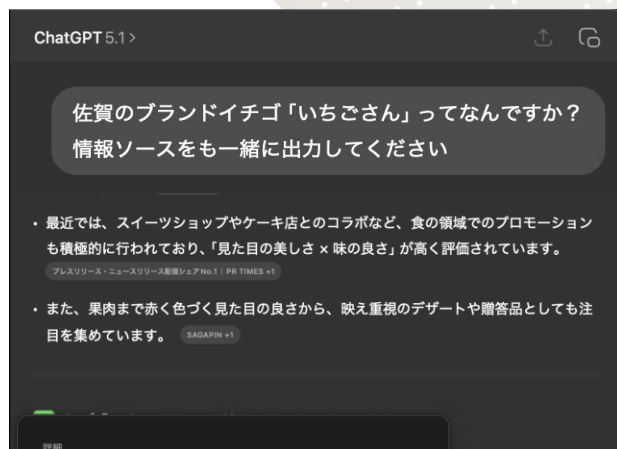 ChatGPT 5.1 >
佐賀のブランドイチゴ「いちごさん」ってなんですか？
情報ソースをも一緒に出力してください
・最近では、スイーツショップやケーキ店とのコラボなど、食の領域でのプロモーション
も積極的に行われており、「見た目の美しさ × 味の良さ」が高く評価されています。
プレスリリース・ニュースリリース配信シェアNo.1｜PR TIMES +1
・また、果肉まで赤く色づく見た目の良さから、映え重視のデザートや贈答品としても注
目を集めています。 SAGAPIN +1
詳細